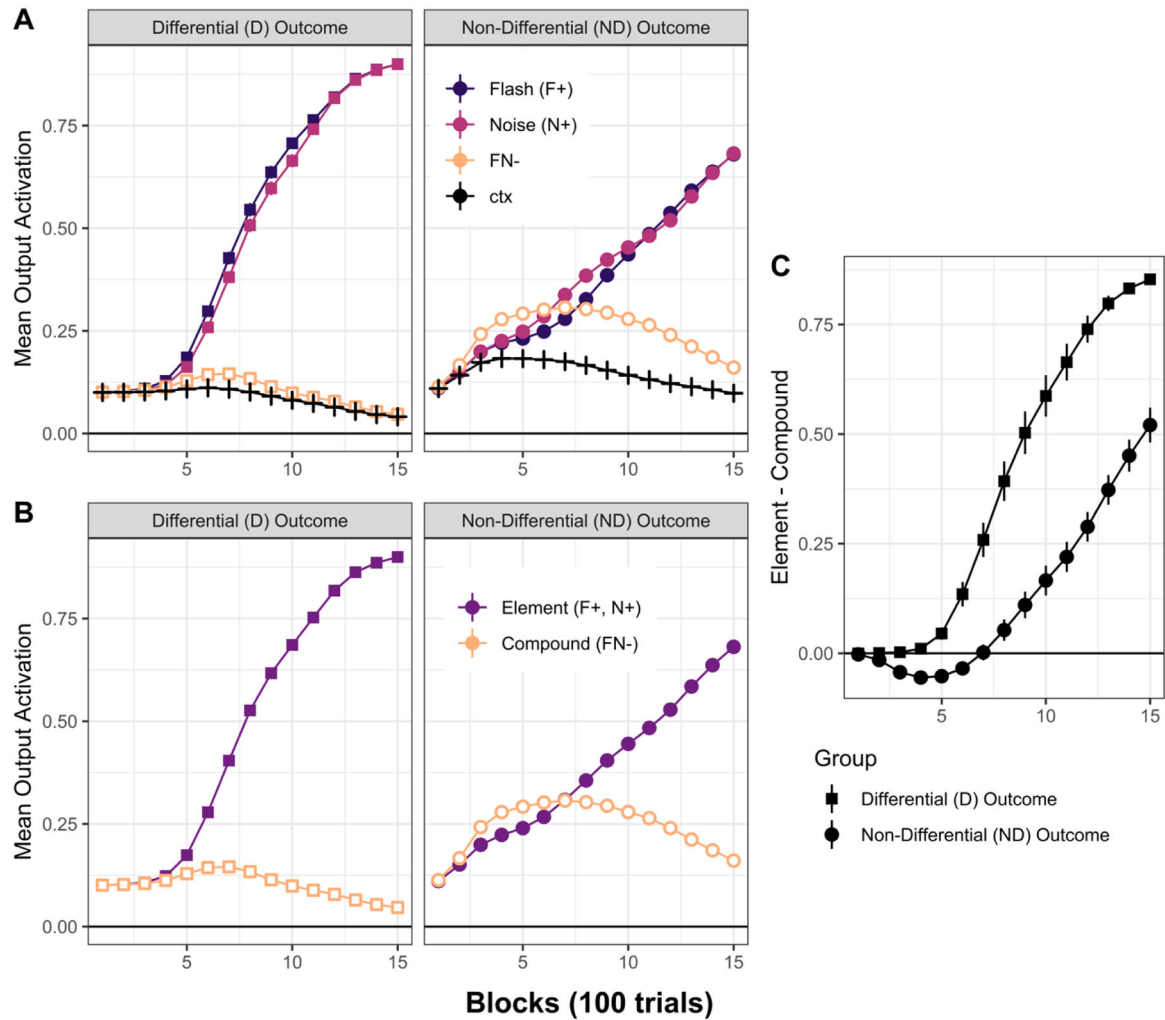 A
Differential (D) Outcome
Non-Differential (ND) Outcome
Mean Output Activation
0.75
0.50
0.25
0.00
Flash (F+)
Noise (N+)
FN-
ctx
5
10
15
5
10
15
B
Differential (D) Outcome
Non-Differential (ND) Outcome
Mean Output Activation
0.75
0.50
0.25
0.00
Element (F+, N+)
Compound (FN-)
5
10
15
5
10
15
Blocks (100 trials)
C
Element - Compound
0.75
0.50
0.25
0.00
5
10
15
Group
Differential (D) Outcome
Non-Differential (ND) Outcome